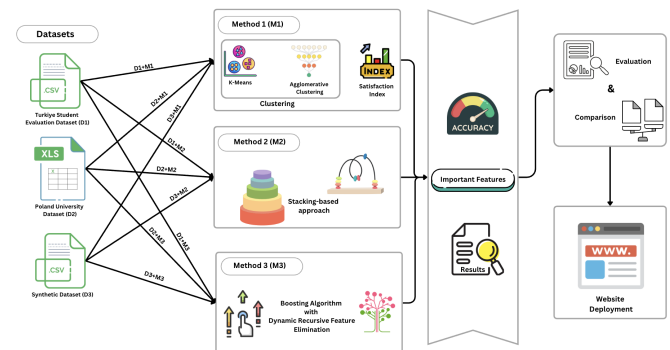 Datasets
.CSV
Turkiye Student
Evaluation Dataset (D1)
XLS
Poland University
Dataset (D2)
.CSV
Synthetic Dataset (D3)
D1+M1
D2+M1
D3+M1
D1+M2
D2+M2
D3+M2
D1+M3
D2+M3
D3+M3
Method 1 (M1)
K-Means
Agglomerative
Clustering
Clustering
INDEX
Satisfaction
Index
Method 2 (M2)
Stacking-based
approach
Method 3 (M3)
Boosting Algorithm
with
Dynamic Recursive Feature
Elimination
ACCURACY
Important Features
Results
Evaluation
&
Comparison
WWW.
Website
Deployment